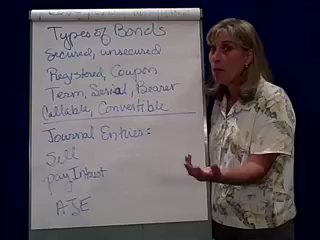 Types of Bonds
Secured, unsecured
Registered, Coupon
Term, Serial, Bearer
Callable, Convertible
Journal Entries:
Sell
pay Interest
AJE